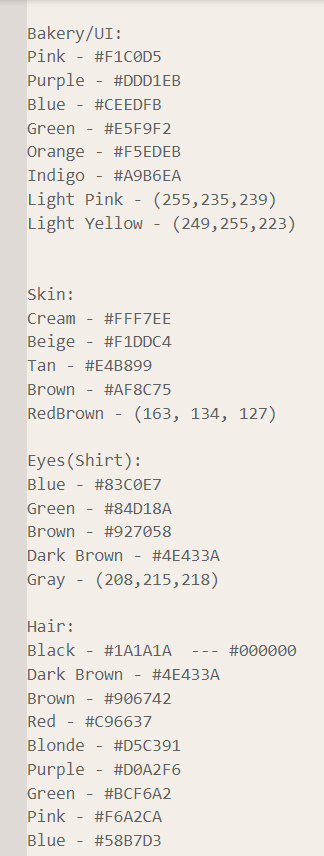 Bakery/UI:
Pink - #F1C0D5
Purple - #DDD1EB
Blue - #CEEDFB
Green - #E5F9F2
Orange - #F5EDEB
Indigo - #A9B6EA
Light Pink - (255,235,239)
Light Yellow - (249,255,223)
Skin:
Cream - #FFF7EE
Beige - #F1DDC4
Tan - #E4B899
Brown - #AF8C75
RedBrown - (163, 134, 127)
Eyes(Shirt):
Blue - #83C0E7
Green - #84D18A
Brown - #927058
Dark Brown - #4E433A
Gray - (208,215,218)
Hair:
Black - #1A1A1A  --- #000000
Dark Brown - #4E433A
Brown - #906742
Red - #C96637
Blonde - #D5C391
Purple - #D0A2F6
Green - #BCF6A2
Pink - #F6A2CA
Blue - #58B7D3